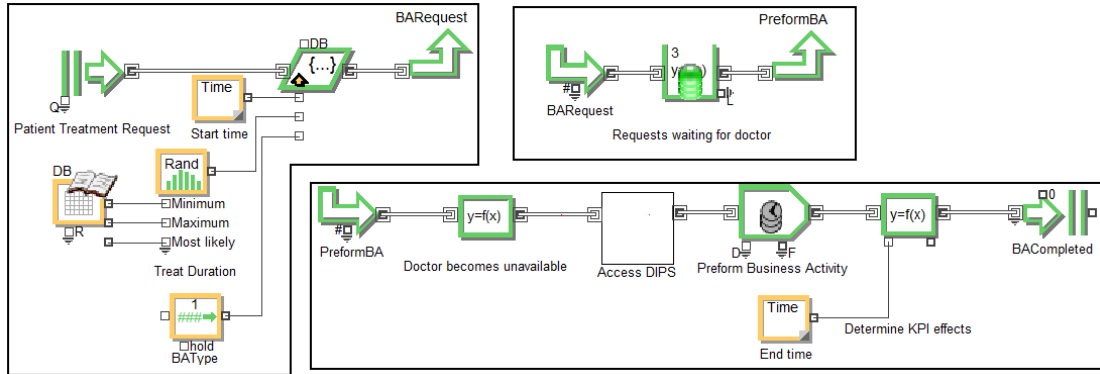 BARequest
DB
{...}
Q
Patient Treatment Request
Time
Start time
Rand
DB
R
Minimum
Maximum
Most likely
Treat Duration
1
###
hold
BAType
PreformBA
3
#
BARequest
L
Requests waiting for doctor
#
PreformBA
y=f(x)
Doctor becomes unavailable
Access DIPS
D
F
Preform Business Activity
y=f(x)
0
BACompleted
Time
End time
Determine KPI effects